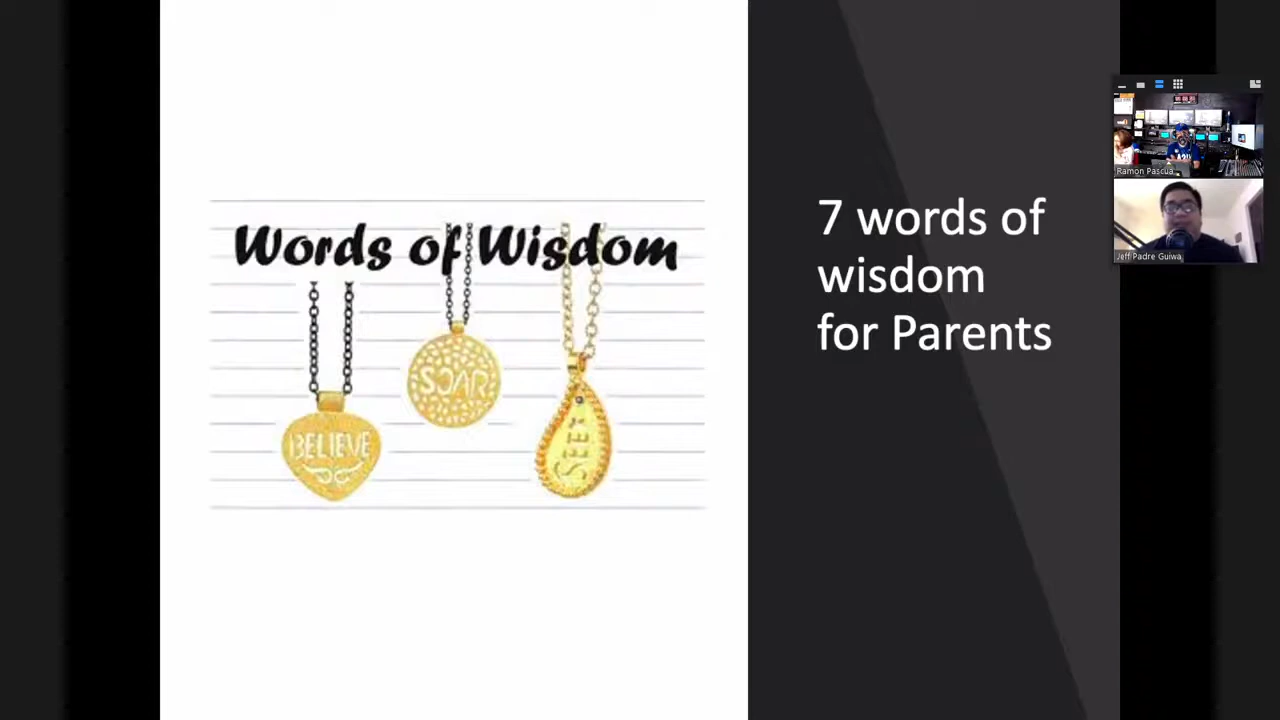 Words of Wisdom
BELIEVE
SOAR
SEEK
7 words of
wisdom
for Parents
Ramon Pascua
Jeff Padre Guiwa